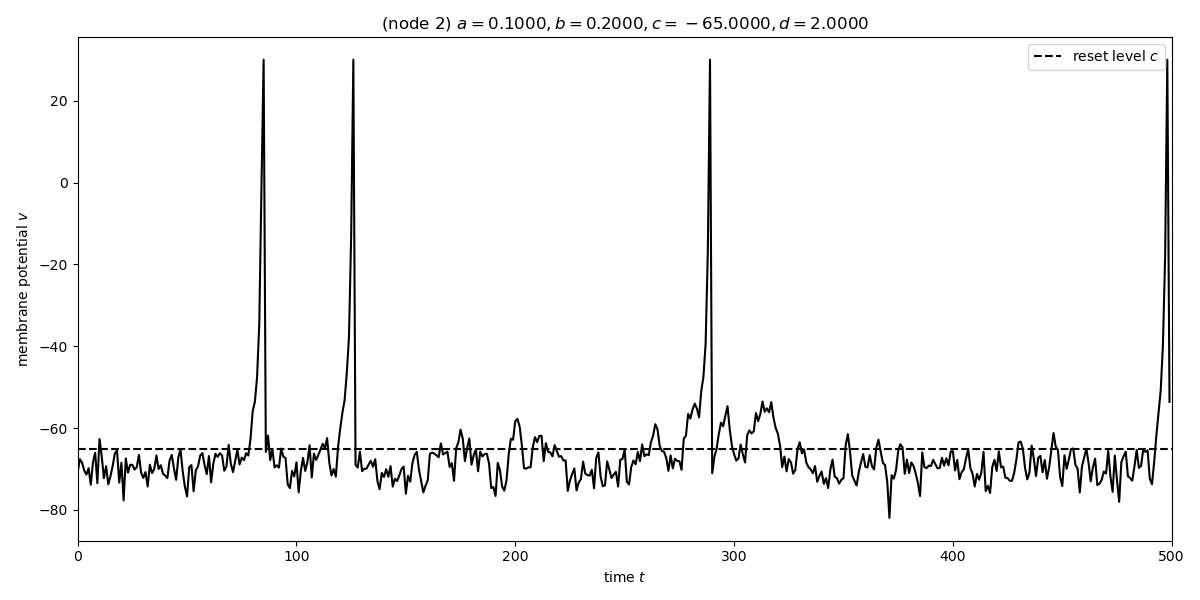 (node 2) a = 0.1000, b = 0.2000, c = −65.0000, d = 2.0000
reset level c
membrane potential v
20
0
−20
−40
−60
−80
0 100 200 300 400 500
time t